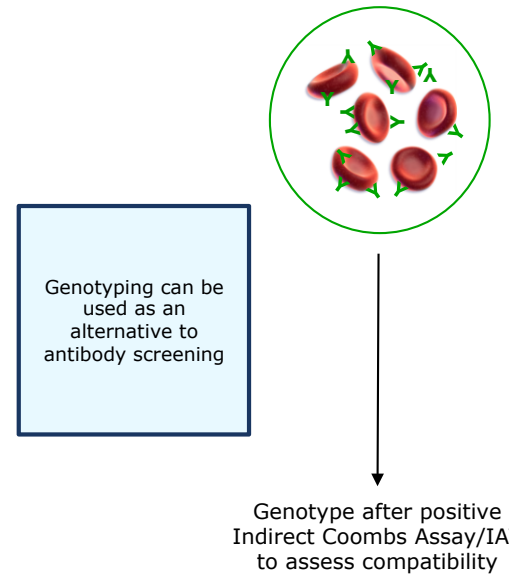 Genotyping can be
used as an
alternative to
antibody screening
Genotype after positive
Indirect Coombs Assay/IA
to assess compatibility